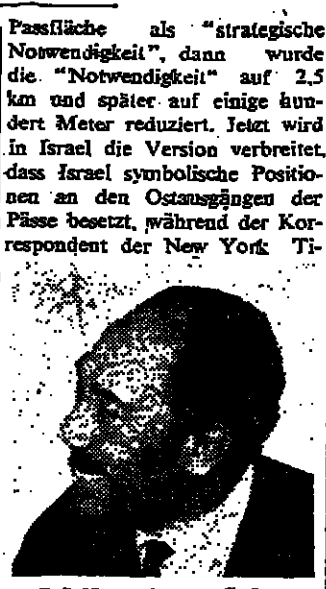 Passfläche als "strategische
Notwendigkeit", dann wurde
die "Notwendigkeit" auf 2,5
km und später auf einige hun-
dert Meter reduziert. Jetzt wird
in Israel die Version verbreitet,
dass Israel symbolische Positio-
nen an den Ostausgängen der
Pässe besetzt, während der Kor-
respondent der New York Ti-